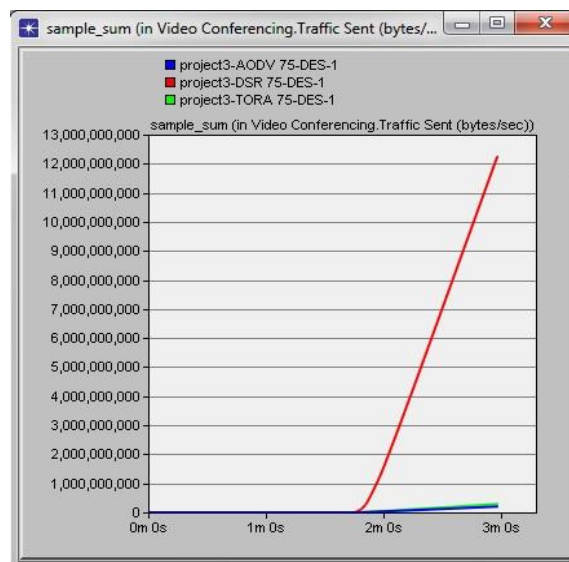 sample_sum (in Video Conferencing.Traffic Sent (bytes/...
project3-AODV 75-DES-1
project3-DSR 75-DES-1
project3-TORA 75-DES-1
sample_sum (in Video Conferencing.Traffic Sent (bytes/sec))
13,000,000,000
12,000,000,000
11,000,000,000
10,000,000,000
9,000,000,000
8,000,000,000
7,000,000,000
6,000,000,000
5,000,000,000
4,000,000,000
3,000,000,000
2,000,000,000
1,000,000,000
0
0m 0s 1m 0s 2m 0s 3m 0s